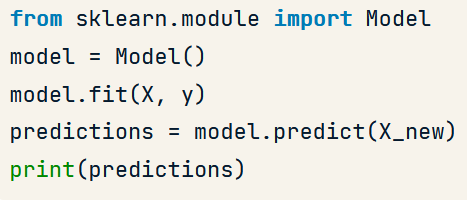 from sklearn.module import Model
model = Model()
model.fit(X, y)
predictions = model.predict(X_new)
print(predictions)